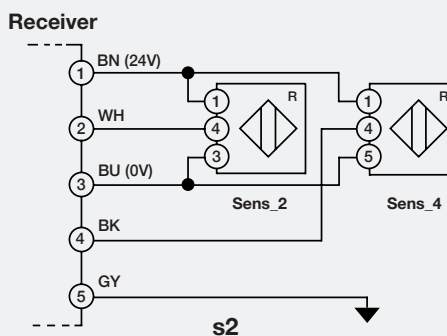 Receiver
1 BN (24V)
1 R 1 R
2 WH 4 4
3 BU (0V) 3 5
Sens_2 Sens_4
4 BK
5 GY
s2